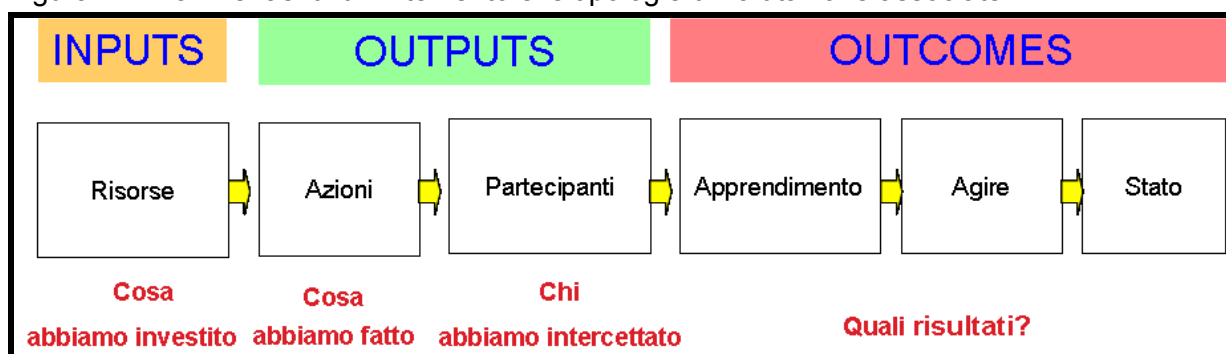 INPUTS OUTPUTS OUTCOMES
Risorse Azioni Partecipanti Apprendimento Agire Stato
Cosa Cosa Chi
abbiamo investito abbiamo fatto abbiamo intercettato Quali risultati?